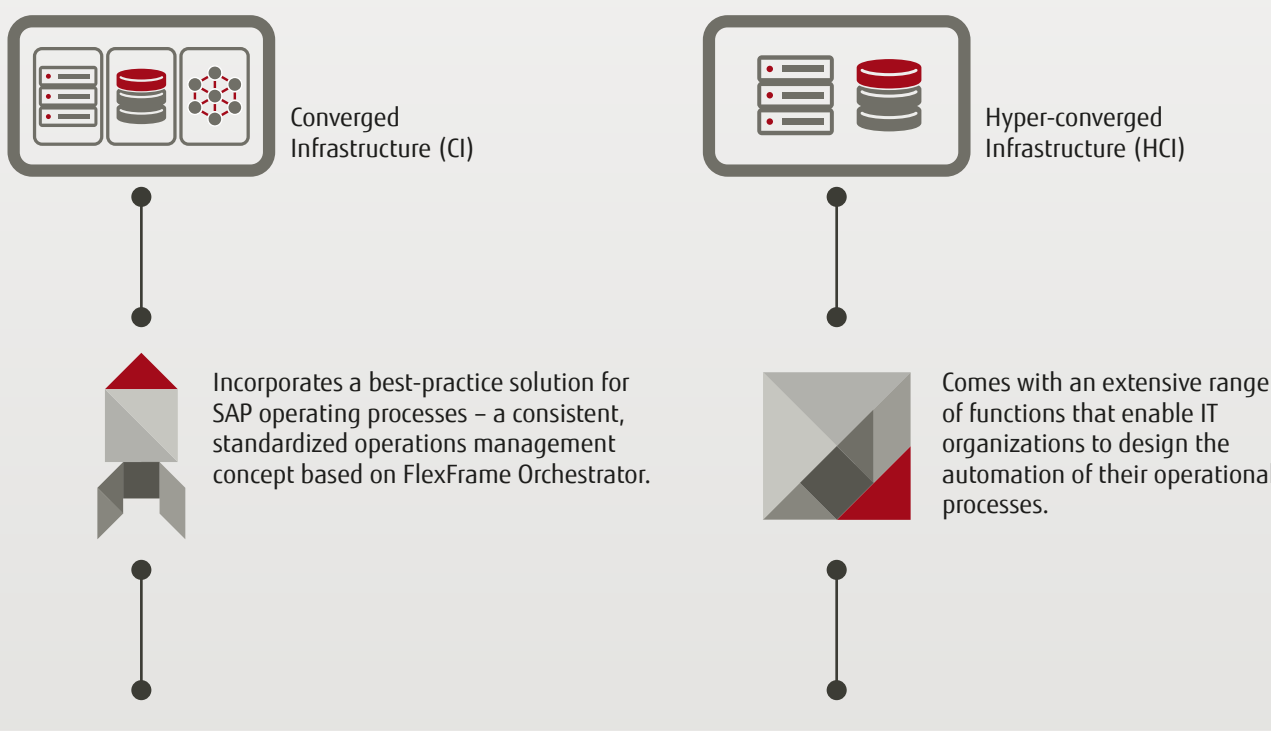 Converged
Infrastructure (CI)
Hyper-converged
Infrastructure (HCI)
Incorporates a best-practice solution for
SAP operating processes – a consistent,
standardized operations management
concept based on FlexFrame Orchestrator.
Comes with an extensive range
of functions that enable IT
organizations to design the
automation of their operational
processes.